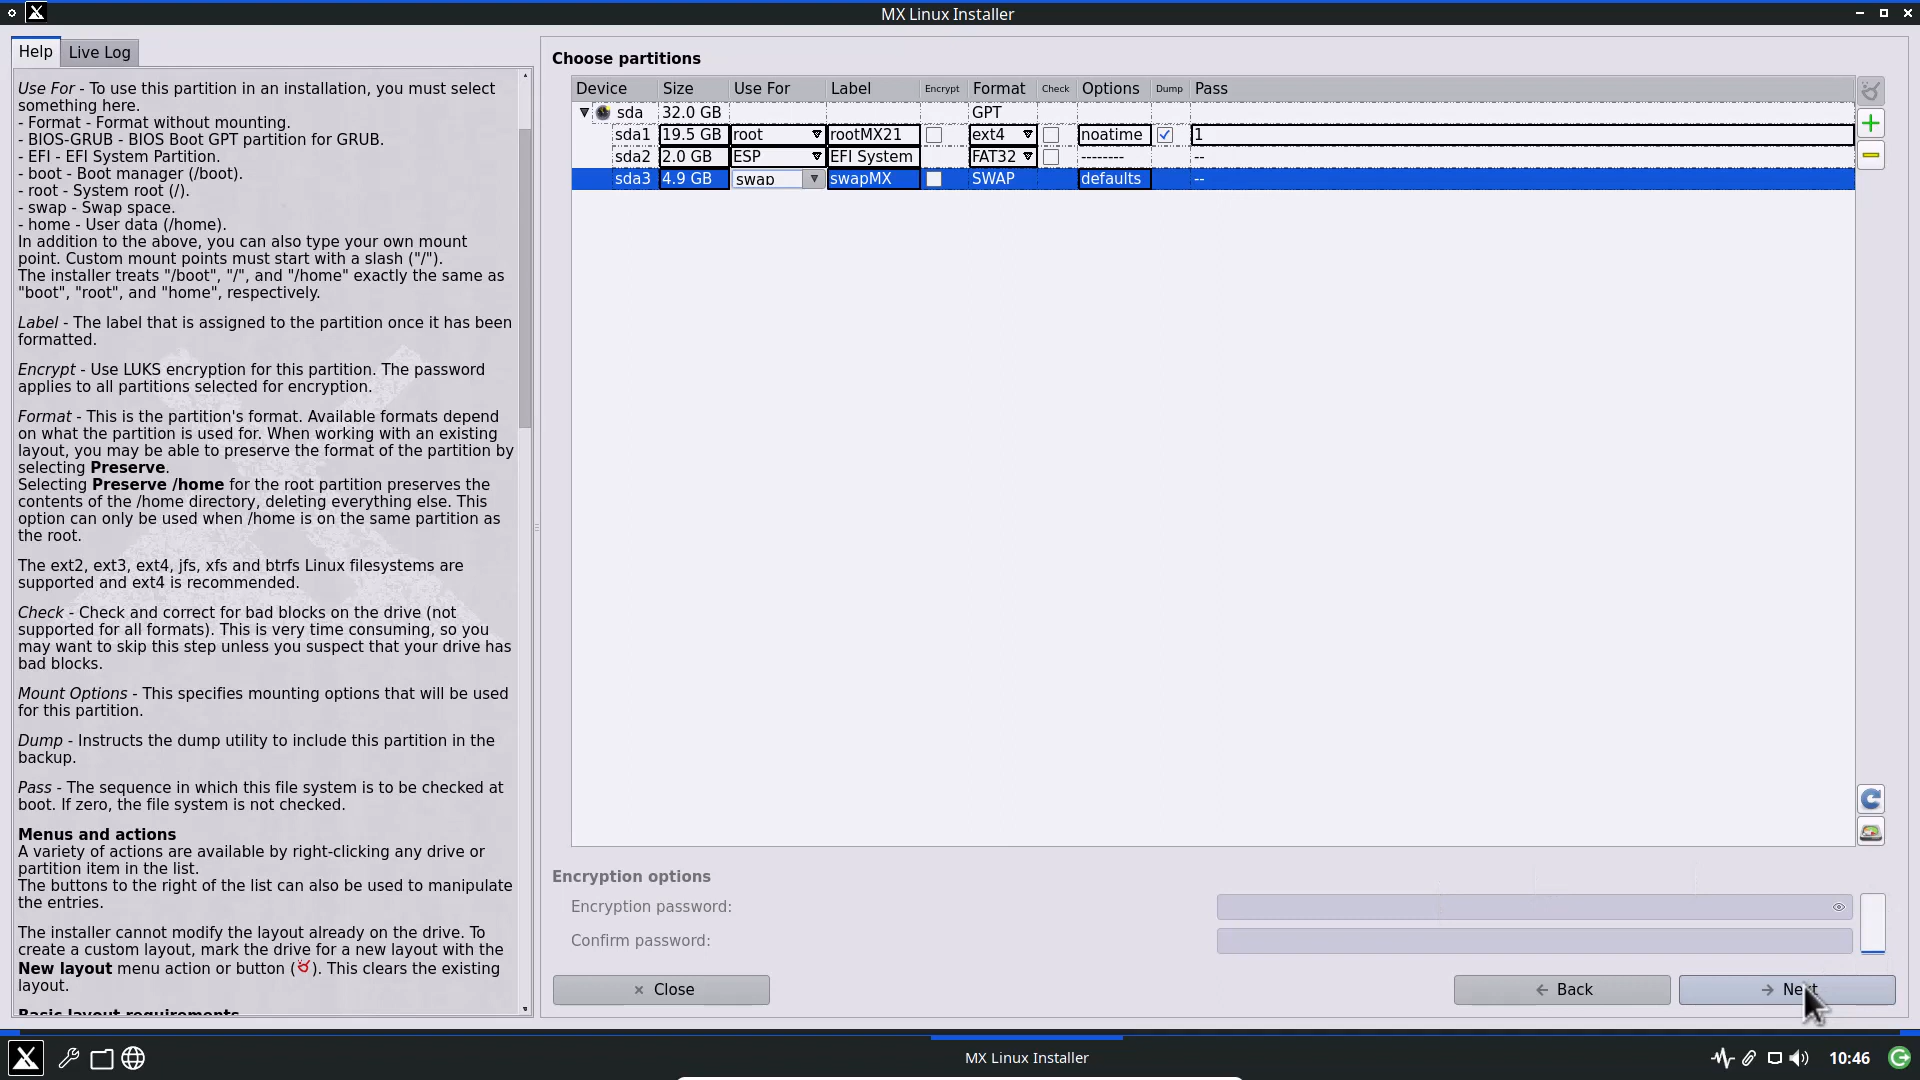 MX Linux Installer
Help
Live Log
Use For - To use this partition in an installation, you must select
something here.
- Format - Format without mounting.
- BIOS-GRUB - BIOS Boot GPT partition for GRUB.
- EFI - EFI System Partition.
- boot - Boot manager (/boot).
- root - System root (/).
- swap - Swap space.
- home - User data (/home).
In addition to the above, you can also type your own mount
point. Custom mount points must start with a slash ("/").
The installer treats "/boot", "/", and "/home" exactly the same as
"boot", "root", and "home", respectively.
Label - The label that is assigned to the partition once it has been
formatted.
Encrypt - Use LUKS encryption for this partition. The password
applies to all partitions selected for encryption.
Format - This is the partition's format. Available formats depend
on what the partition is used for. When working with an existing
layout, you may be able to preserve the format of the partition by
selecting Preserve.
Selecting Preserve /home for the root partition preserves the
contents of the /home directory, deleting everything else. This
option can only be used when /home is on the same partition as
the root.
The ext2, ext3, ext4, jfs, xfs and btrfs Linux filesystems are
supported and ext4 is recommended.
Check - Check and correct for bad blocks on the drive (not
supported for all formats). This is very time consuming, so you
may want to skip this step unless you suspect that your drive has
bad blocks.
Mount Options - This specifies mounting options that will be used
for this partition.
Dump - Instructs the dump utility to include this partition in the
backup.
Pass - The sequence in which this file system is to be checked at
boot. If zero, the file system is not checked.
Menus and actions
A variety of actions are available by right-clicking any drive or
partition item in the list.
The buttons to the right of the list can also be used to manipulate
the entries.
The installer cannot modify the layout already on the drive. To
create a custom layout, mark the drive for a new layout with the
New layout menu action or button ( ). This clears the existing
layout.
Basic layout requirements
Choose partitions
Device Size Use For Label Encrypt Format Check Options Dump Pass
sda 32.0 GB GPT
sda1 19.5 GB root rootMX21 ext4 noatime 1
sda2 2.0 GB ESP EFI System FAT32 -------- --
sda3 4.9 GB swap swapMX SWAP defaults --
Encryption options
Encryption password:
Confirm password:
Close
Back
Next
MX Linux Installer
10:46